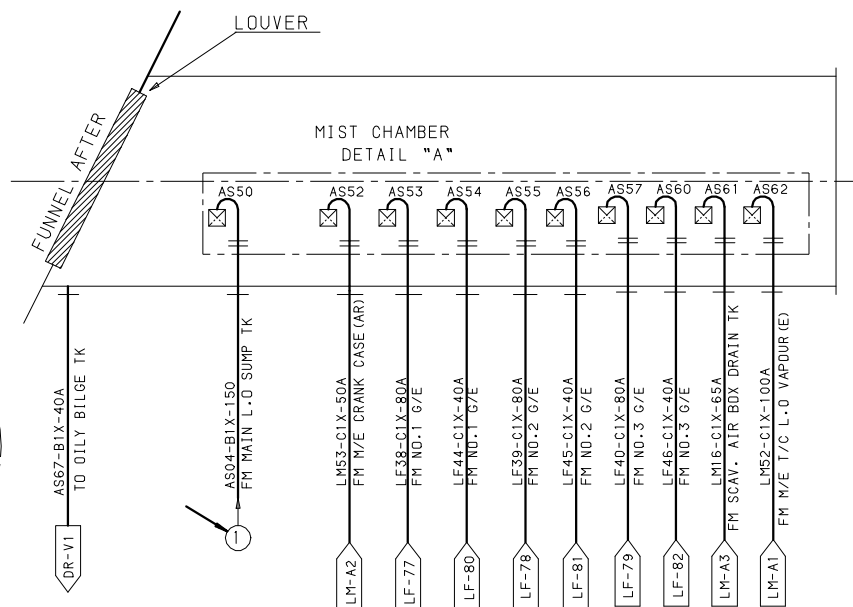 LOUVER
MIST CHAMBER
DETAIL "A"
FUNNEL AFTER
AS50
AS52
AS53
AS54
AS55
AS56
AS57
AS60
AS61
AS62
AS67-B1X-40A
TO OILY BILGE TK
AS04-B1X-150
FM MAIN L.O SUMP TK
LM53-C1X-50A
FM M/E CRANK CASE(AR)
LF38-C1X-80A
FM NO.1 G/E
LF44-C1X-40A
FM NO.1 G/E
LF39-C1X-80A
FM NO.2 G/E
LF45-C1X-40A
FM NO.2 G/E
LF40-C1X-80A
FM NO.3 G/E
LF46-C1X-40A
FM NO.3 G/E
LM16-C1X-65A
FM SCAV. AIR BOX DRAIN TK
LM52-C1X-100A
FM M/E T/C L.O VAPOUR(E)
DR-V1
1
LM-A2
LF-77
LF-80
LF-78
LF-81
LF-79
LF-82
LM-A3
LM-A1